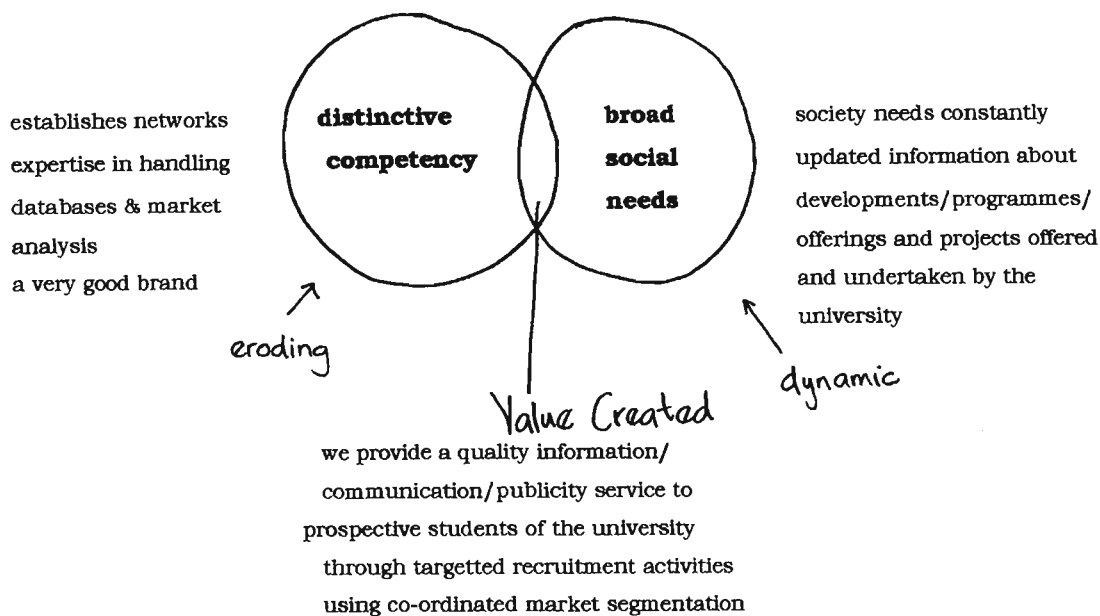 establishes networks
expertise in handling
databases & market
analysis
a very good brand
eroding
distinctive
competency
broad
social
needs
society needs constantly
updated information about
developments/programmes/
offerings and projects offered
and undertaken by the
university
dynamic
Value Created
we provide a quality information/
communication/publicity service to
prospective students of the university
through targetted recruitment activities
using co-ordinated market segmentation